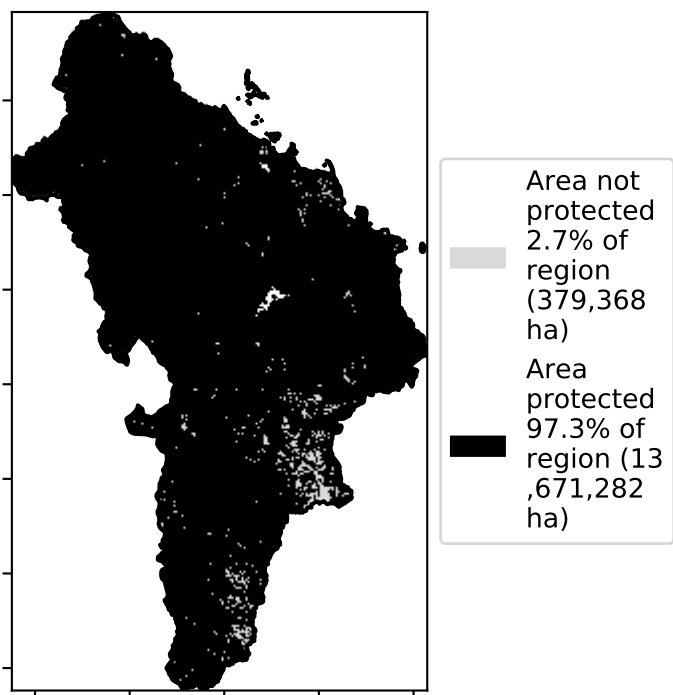 Area not
protected
2.7% of
region
(379,368
ha)
Area
protected
97.3% of
region (13
,671,282
ha)